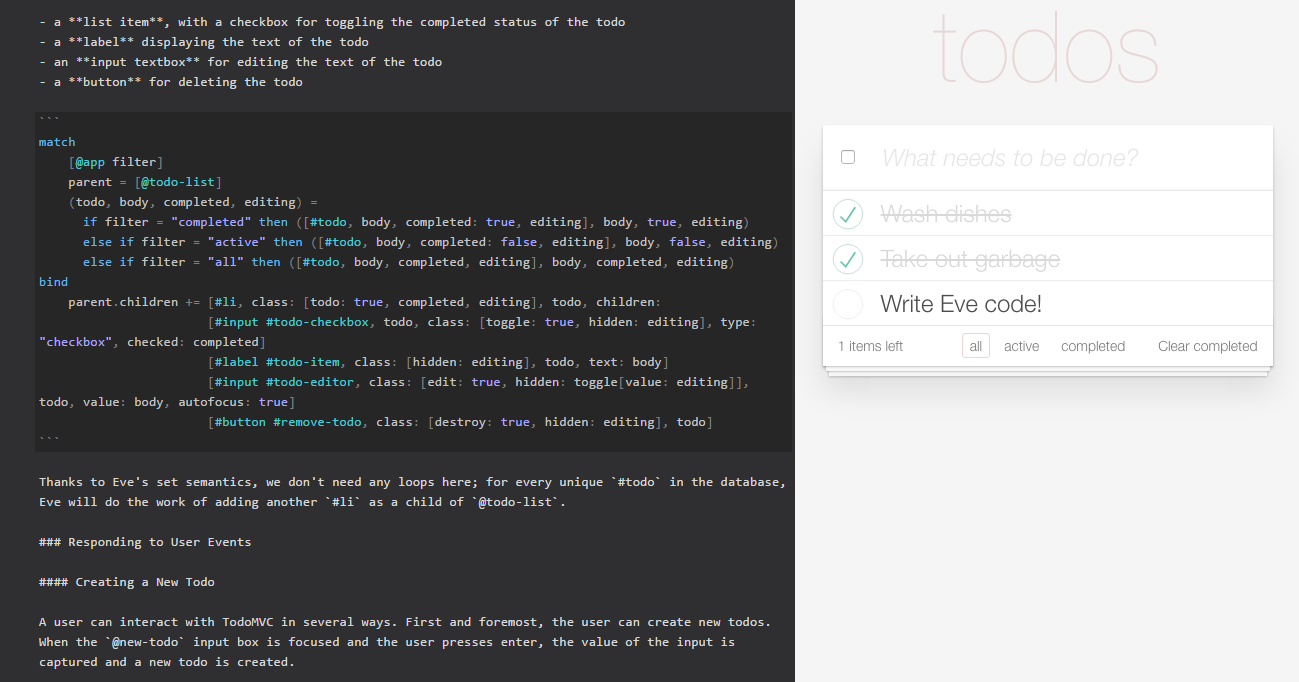 - a **list item**, with a checkbox for toggling the completed status of the todo
- a **label** displaying the text of the todo
- an **input textbox** for editing the text of the todo
- a **button** for deleting the todo
```
match
[@app filter]
parent = [@todo-list]
(todo, body, completed, editing) =
if filter = "completed" then ([#todo, body, completed: true, editing], body, true, editing)
else if filter = "active" then ([#todo, body, completed: false, editing], body, false, editing)
else if filter = "all" then ([#todo, body, completed, editing], body, completed, editing)
bind
parent.children += [#li, class: [todo: true, completed, editing], todo, children:
[#input #todo-checkbox, todo, class: [toggle: true, hidden: editing], type:
"checkbox", checked: completed]
[#label #todo-item, class: [hidden: editing], todo, text: body]
[#input #todo-editor, class: [edit: true, hidden: toggle[value: editing]],
todo, value: body, autofocus: true]
[#button #remove-todo, class: [destroy: true, hidden: editing], todo]
```
Thanks to Eve's set semantics, we don't need any loops here; for every unique `#todo` in the database,
Eve will do the work of adding another `#li` as a child of `@todo-list`.
### Responding to User Events
#### Creating a New Todo
A user can interact with TodoMVC in several ways. First and foremost, the user can create new todos.
When the `@new-todo` input box is focused and the user presses enter, the value of the input is
captured and a new todo is created.
todos
What needs to be done?
Wash dishes
Take out garbage
Write Eve code!
1 items left all active completed Clear completed